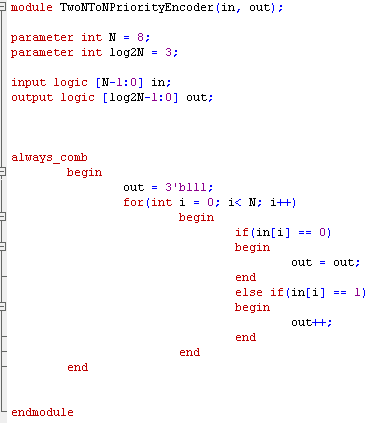 module TwoNToNPriorityEncoder(in, out);
parameter int N = 8;
parameter int log2N = 3;
input logic [N-1:0] in;
output logic [log2N-1:0] out;
always_comb
begin
out = 3'b111;
for(int i = 0; i< N; i++)
begin
if(in[i] == 0)
begin
out = out;
end
else if(in[i] == 1)
begin
out++;
end
end
end
endmodule